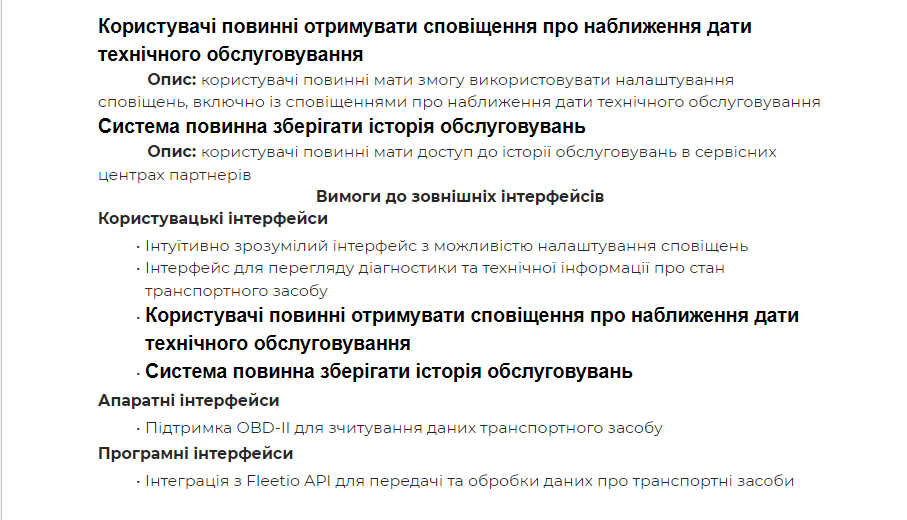 Користувачі повинні отримувати сповіщення про наближення дати
технічного обслуговування
Опис: користувачі повинні мати змогу використовувати налаштування
сповіщень, включно із сповіщеннями про наближення дати технічного обслуговування
Система повинна зберігати історія обслуговувань
Опис: користувачі повинні мати доступ до історії обслуговувань в сервісних
центрах партнерів
Вимоги до зовнішніх інтерфейсів
Користувацькі інтерфейси
• Інтуїтивно зрозумілий інтерфейс з можливістю налаштування сповіщень
• Інтерфейс для перегляду діагностики та технічної інформації про стан
транспортного засобу
• Користувачі повинні отримувати сповіщення про наближення дати
технічного обслуговування
• Система повинна зберігати історія обслуговувань
Апаратні інтерфейси
• Підтримка OBD-II для зчитування даних транспортного засобу
Програмні інтерфейси
• Інтеграція з Fleetio API для передачі та обробки даних про транспортні засоби